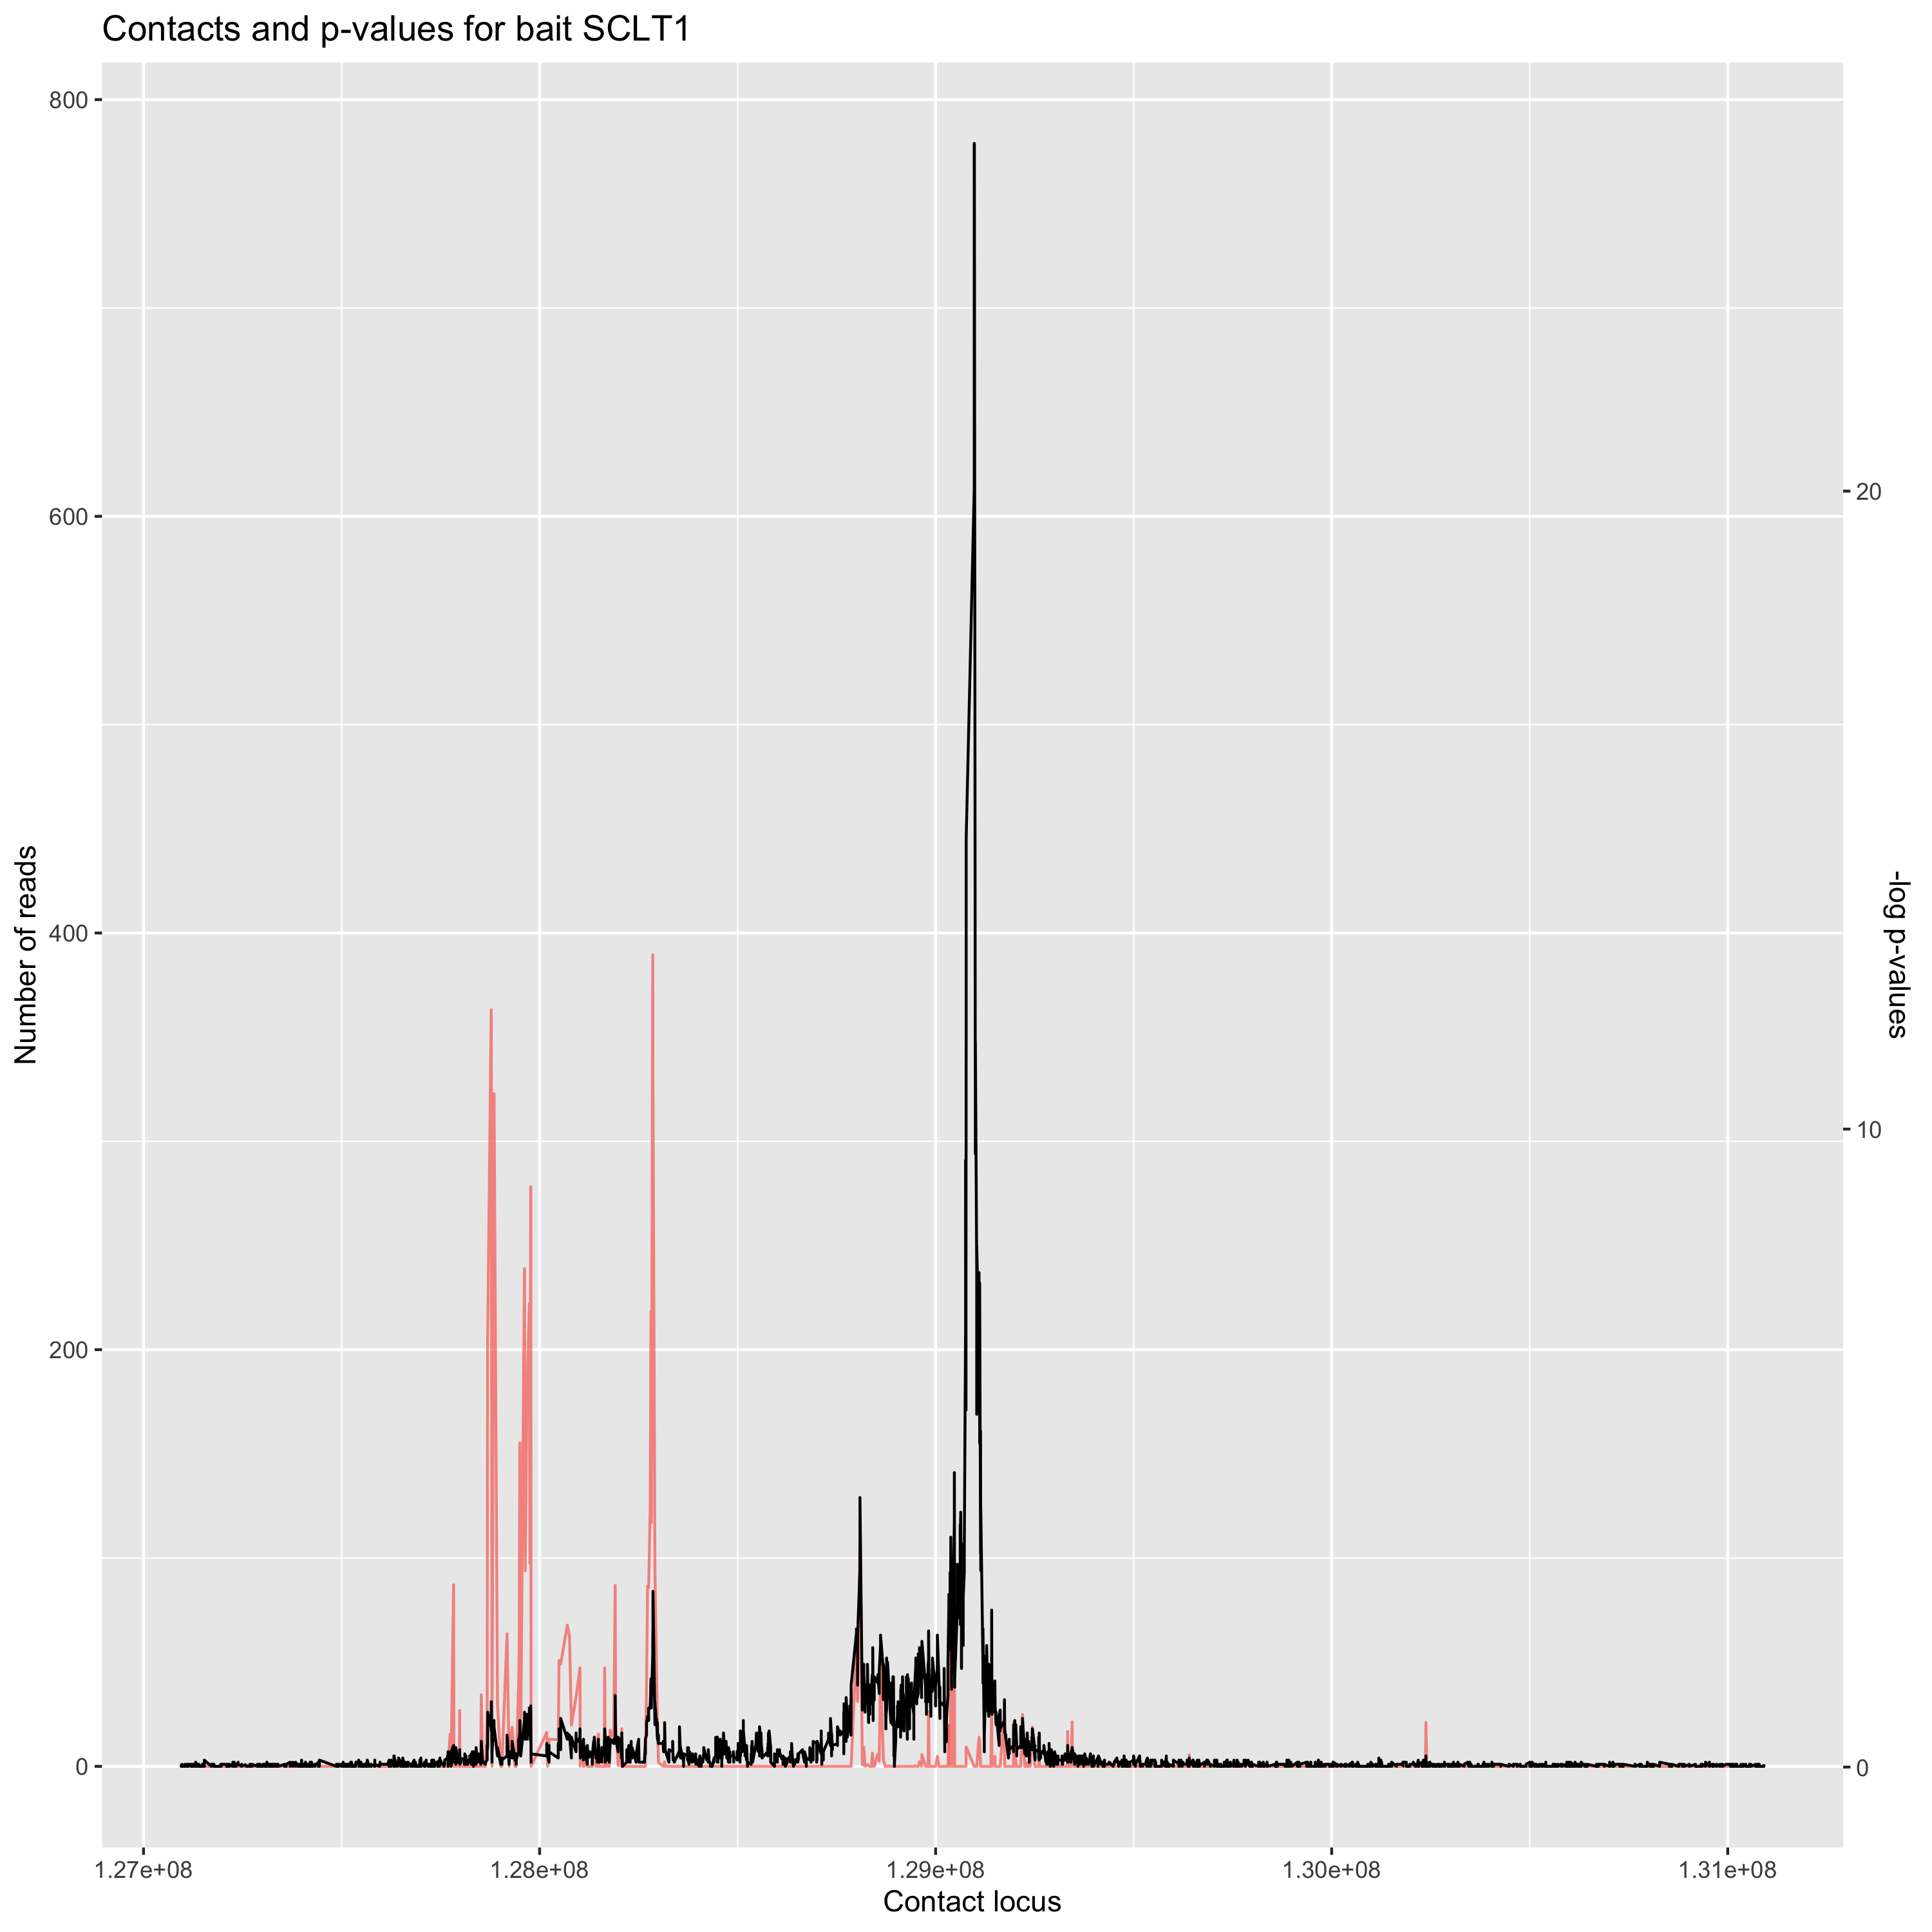 Contacts and p-values for bait SCLT1
800
600
400
200
0
Number of reads
20
10
0
-log p-values
1.27e+08 1.28e+08 1.29e+08 1.30e+08 1.31e+08
Contact locus